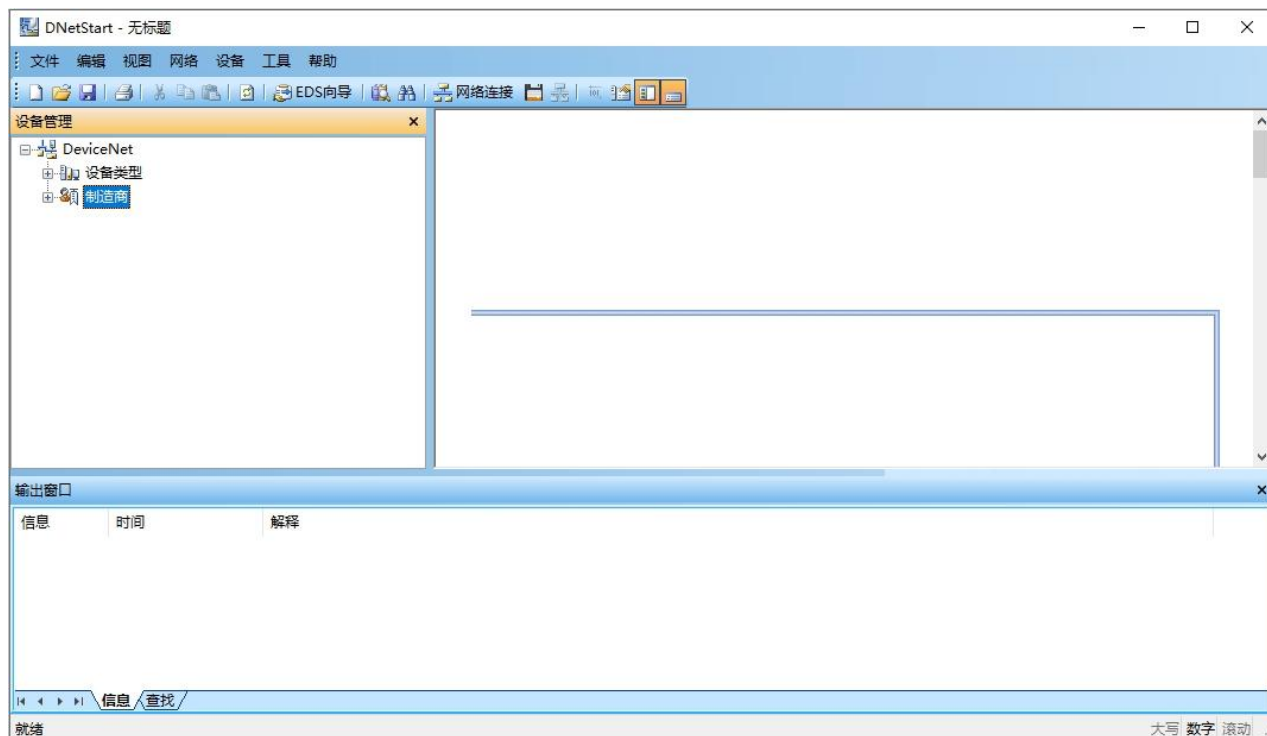 DNetStart - 无标题
文件 编辑 视图 网络 设备 工具 帮助
EDS向导 网络连接
设备管理
DeviceNet
设备类型
制造商
输出窗口
信息 时间 解释
信息 查找
就绪 大写 数字 滚动